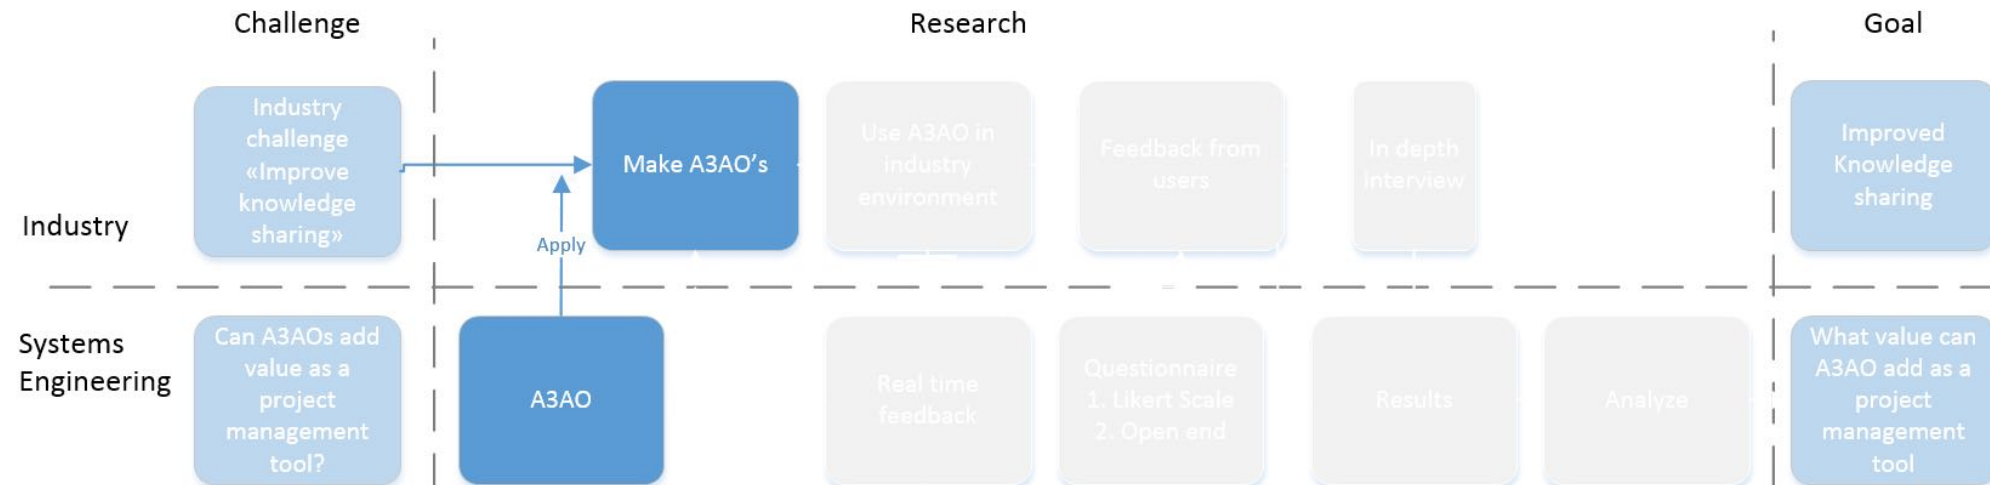 Challenge
Research
Goal
Industry
Industry
challenge
«Improve
knowledge
sharing»
Apply
Make A3AO's
Use A3AO in
industry
environment
Feedback from
users
In depth
interview
Improved
Knowledge
sharing
Systems
Engineering
Can A3AOs add
value as a
project
management
tool?
A3AO
Real time
feedback
Questionnaire
1. Likert Scale
2. Open end
Results
Analyze
What value can
A3AO add as a
project
management
tool